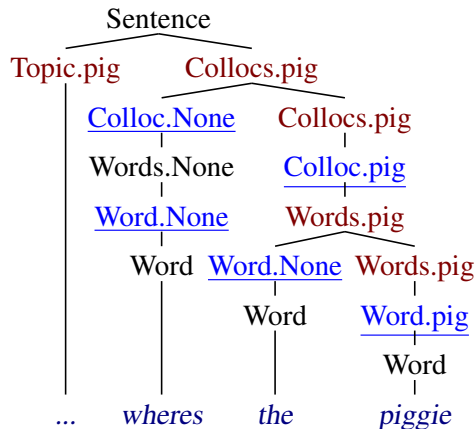 Sentence
Topic.pig Collocs.pig
Colloc.None Collocs.pig
Words.None Colloc.pig
Word.None Words.pig
Word Word.None Words.pig
Word Word.pig
Word
... wheres the piggie